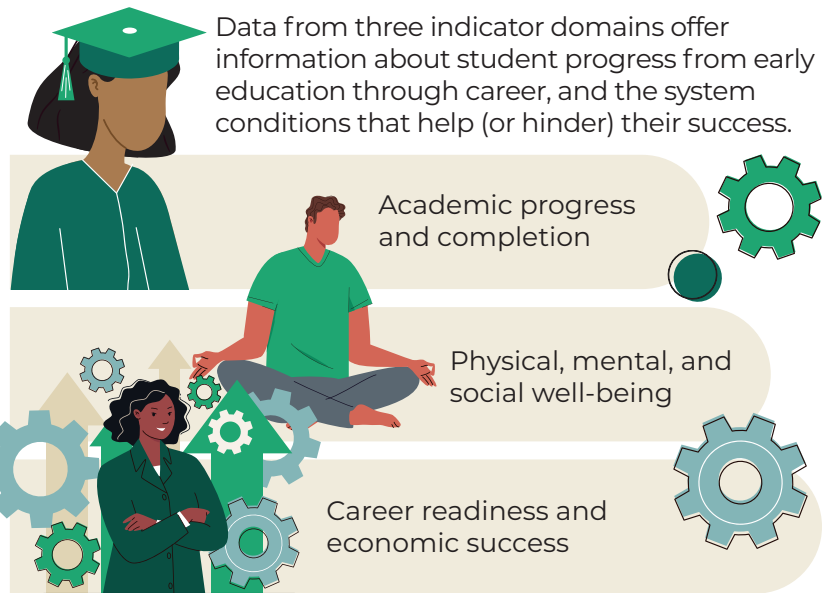 Data from three indicator domains offer
information about student progress from early
education through career, and the system
conditions that help (or hinder) their success.
Academic progress
and completion
Physical, mental, and
social well-being
Career readiness and
economic success